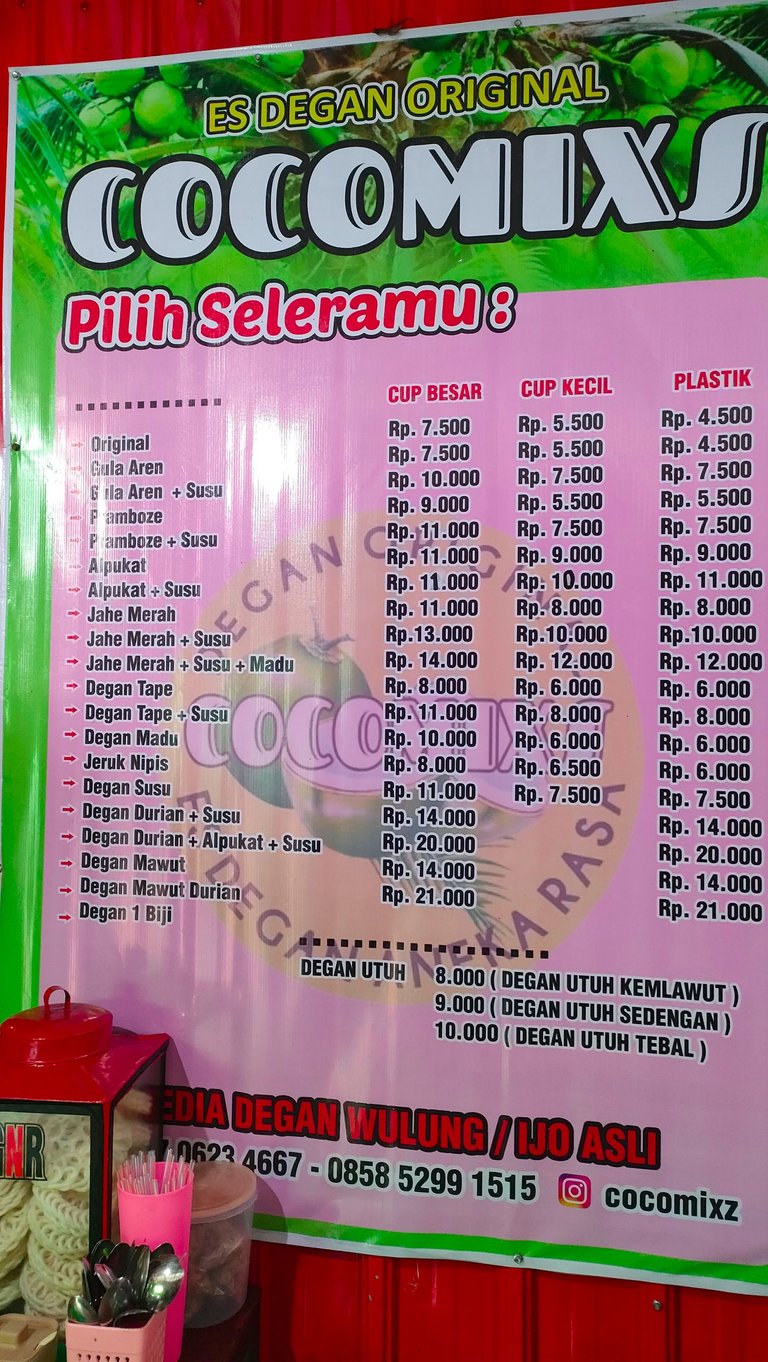 ES DEGAN ORIGINAL
COCOMIXS
Pilih Seleramu :
CUP BESAR CUP KECIL PLASTIK
Original Rp. 7.500 Rp. 5.500 Rp. 4.500
Gula Aren Rp. 7.500 Rp. 5.500 Rp. 4.500
Gula Aren + Susu Rp. 10.000 Rp. 7.500 Rp. 7.500
Pramboze Rp. 9.000 Rp. 5.500 Rp. 5.500
Pramboze + Susu Rp. 11.000 Rp. 7.500 Rp. 7.500
Alpukat Rp. 11.000 Rp. 9.000 Rp. 9.000
Alpukat + Susu Rp. 11.000 Rp. 10.000 Rp. 11.000
Jahe Merah Rp. 11.000 Rp. 8.000 Rp. 8.000
Jahe Merah + Susu Rp.13.000 Rp.10.000 Rp.10.000
Jahe Merah + Susu + Madu Rp. 14.000 Rp. 12.000 Rp. 12.000
Degan Tape Rp. 8.000 Rp. 6.000 Rp. 6.000
Degan Tape + Susu Rp. 11.000 Rp. 8.000 Rp. 8.000
Degan Madu Rp. 10.000 Rp. 6.000 Rp. 6.000
Jeruk Nipis Rp. 8.000 Rp. 6.500 Rp. 6.000
Degan Susu Rp. 11.000 Rp. 7.500 Rp. 7.500
Degan Durian + Susu Rp. 14.000 Rp. 14.000
Degan Durian + Alpukat + Susu Rp. 20.000 Rp. 20.000
Degan Mawut Rp. 14.000 Rp. 14.000
Degan Mawut Durian Rp. 21.000 Rp. 21.000
Degan 1 Biji
DEGAN ORIGINAL
COCOMIXS
ES DEGAN ANEKA RASA
DEGAN UTUH 8.000 ( DEGAN UTUH KEMLAWUT )
9.000 ( DEGAN UTUH SEDENGAN )
10.000 ( DEGAN UTUH TEBAL )
EDIA DEGAN WULUNG / IJO ASLI
7 0623 4667 - 0858 5299 1515 cocomixz
GNR